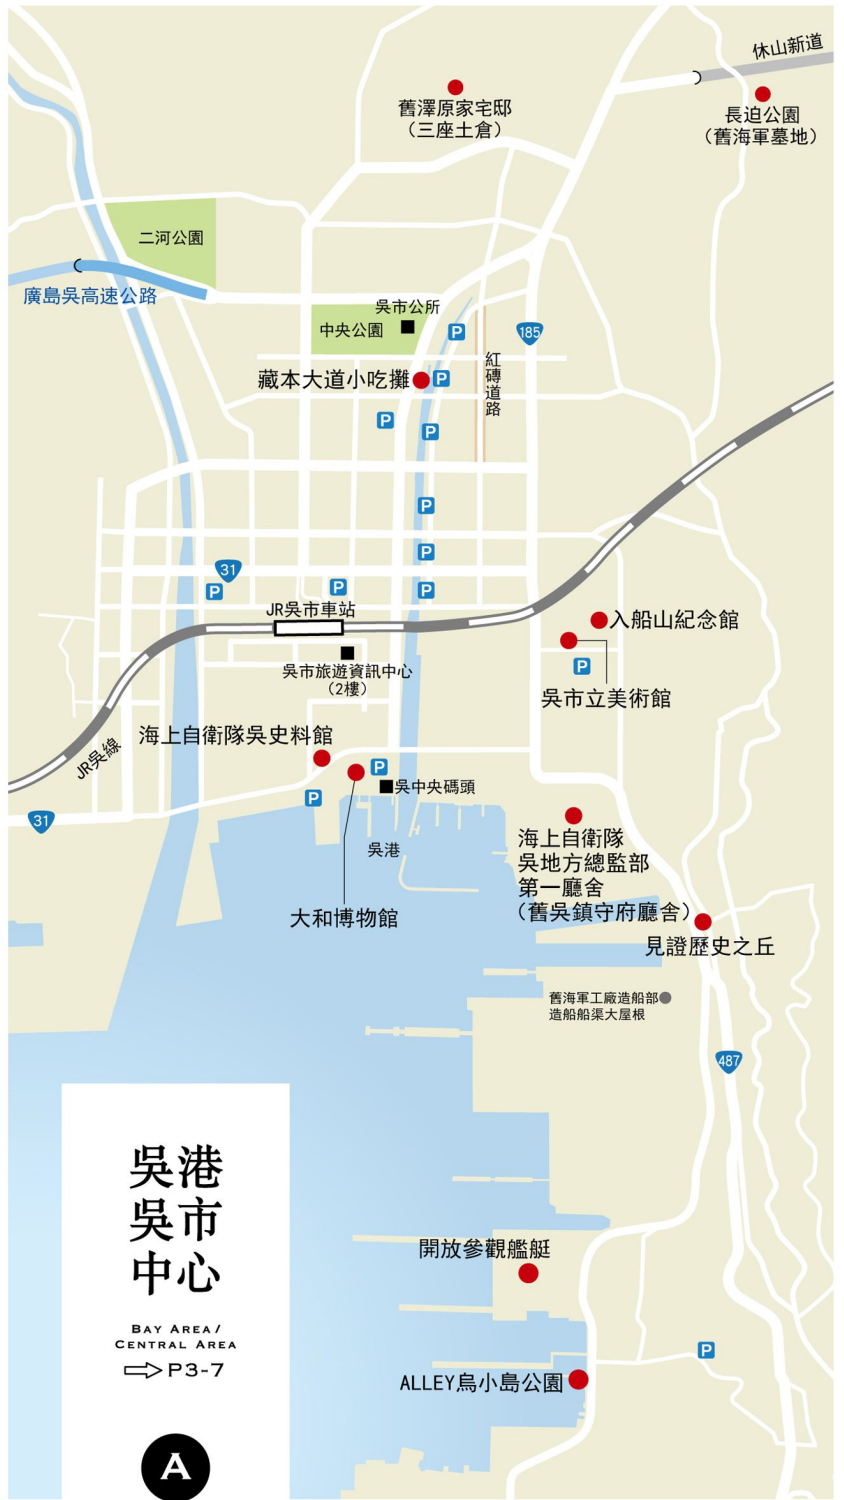 休山新道
舊澤原家宅邸
（三座土倉）
長迫公園
（舊海軍墓地）
二河公園
廣島吳高速公路
吳市公所
中央公園
P
185
紅磚道路
藏本大道小吃攤
P
P
P
P
P
31
P
P
P
JR吳市車站
入船山紀念館
吳市旅遊資訊中心
（2樓）
P
吳市立美術館
海上自衛隊吳史料館
JR吳線
P
吳中央碼頭
P
31
吳港
海上自衛隊
吳地方總監部
第一廳舍
（舊吳鎮守府廳舍）
大和博物館
見證歷史之丘
舊海軍工廠造船部
造船船渠大屋根
487
吳港
吳市
中心
BAY AREA /
CENTRAL AREA
P3-7
A
開放參觀艦艇
P
ALLEY烏小島公園